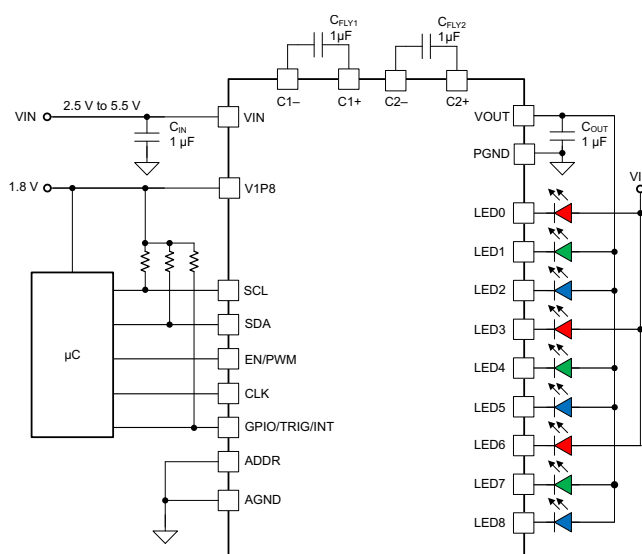 CFLY1
1µF
CFLY2
1µF
C1–
C1+
C2–
C2+
2.5 V to 5.5 V
VIN
CIN
1 µF
VIN
VOUT
COUT
1 µF
PGND
1.8 V
V1P8
VI
LED0
LED1
LED2
SCL
LED3
SDA
µC
EN/PWM
LED4
CLK
LED5
GPIO/TRIG/INT
LED6
ADDR
LED7
AGND
LED8